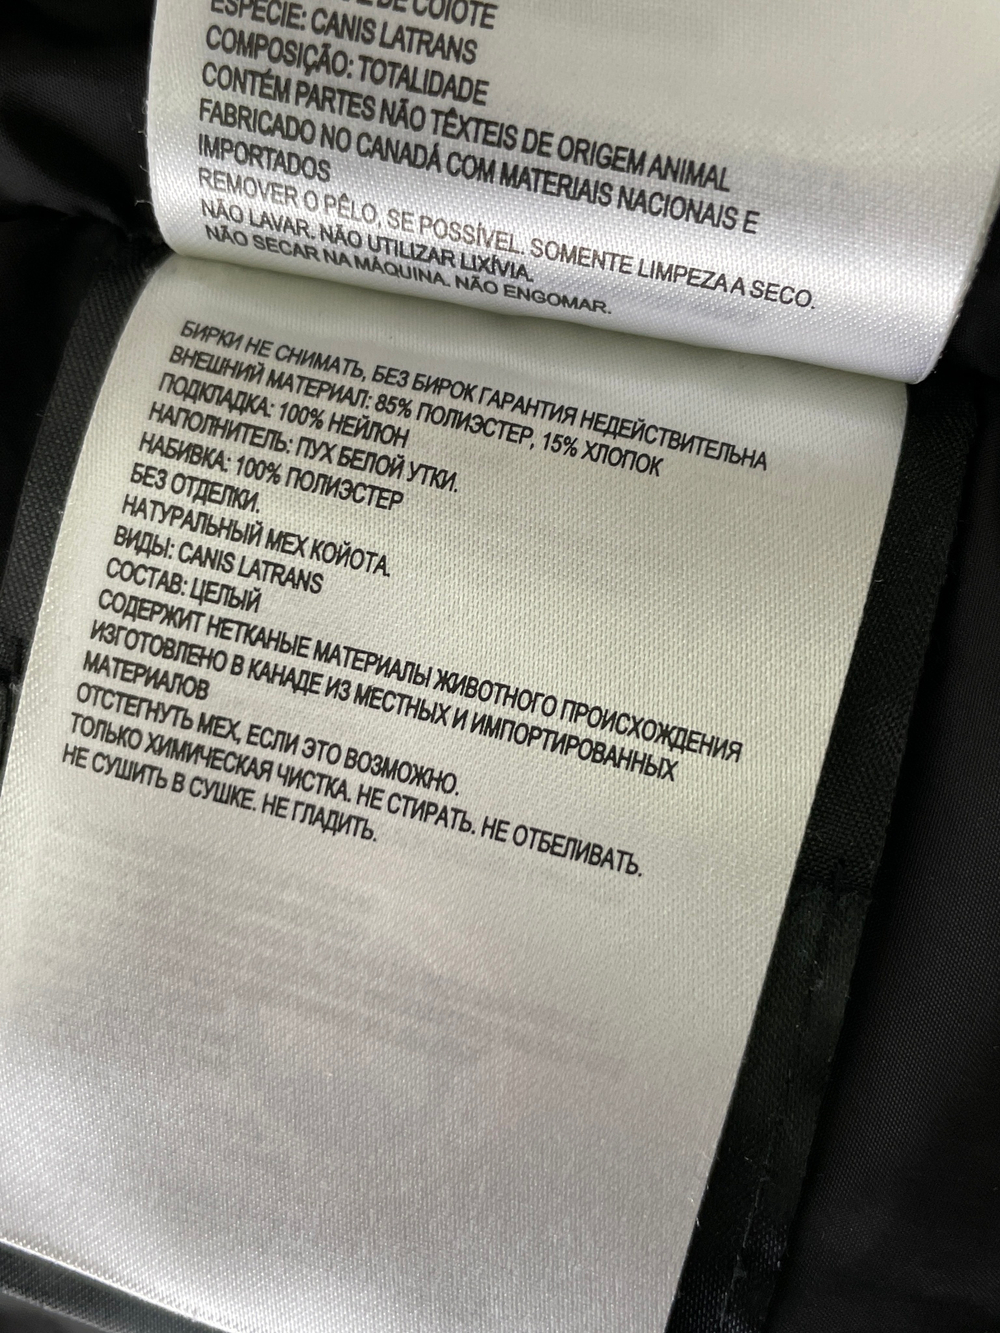 DE COIOTE
ESPÉCIE: CANIS LATRANS
COMPOSIÇÃO: TOTALIDADE
CONTÉM PARTES NÃO TÊXTEIS DE ORIGEM ANIMAL
FABRICADO NO CANADÁ COM MATERIAIS NACIONAIS E
IMPORTADOS
REMOVER O PÊLO, SE POSSÍVEL. SOMENTE LIMPEZA A SECO.
NÃO LAVAR. NÃO UTILIZAR LIXÍVIA.
NÃO SECAR NA MÁQUINA. NÃO ENGOMAR.
БИРКИ НЕ СНИМАТЬ, БЕЗ БИРОК ГАРАНТИЯ НЕДЕЙСТВИТЕЛЬНА
ВНЕШНИЙ МАТЕРИАЛ: 85% ПОЛИЭСТЕР, 15% ХЛОПОК
ПОДКЛАДКА: 100% НЕЙЛОН
НАПОЛНИТЕЛЬ: ПУХ БЕЛОЙ УТКИ.
НАБИВКА: 100% ПОЛИЭСТЕР
БЕЗ ОТДЕЛКИ.
НАТУРАЛЬНЫЙ МЕХ КОЙОТА.
ВИДЫ: CANIS LATRANS
СОСТАВ: ЦЕЛЫЙ
СОДЕРЖИТ НЕТКАНЫЕ МАТЕРИАЛЫ ЖИВОТНОГО ПРОИСХОЖДЕНИЯ
ИЗГОТОВЛЕНО В КАНАДЕ ИЗ МЕСТНЫХ И ИМПОРТИРОВАННЫХ
МАТЕРИАЛОВ
ОТСТЕГНУТЬ МЕХ, ЕСЛИ ЭТО ВОЗМОЖНО.
ТОЛЬКО ХИМИЧЕСКАЯ ЧИСТКА. НЕ СТИРАТЬ. НЕ ОТБЕЛИВАТЬ.
НЕ СУШИТЬ В СУШКЕ. НЕ ГЛАДИТЬ.